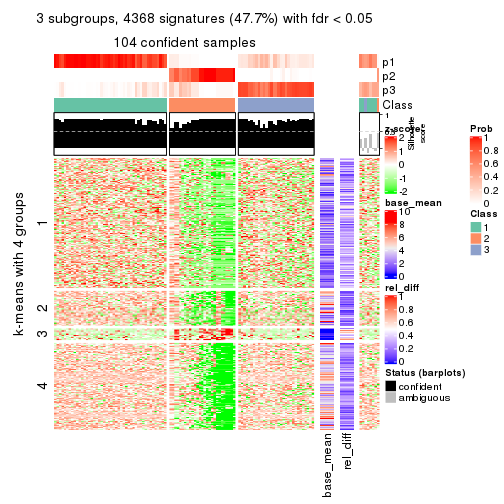 3 subgroups, 4368 signatures (47.7%) with fdr < 0.05
104 confident samples
p1
p2
p3
Class
1
0.5
Silhouette
score
k-means with 4 groups
1
2
3
4
base_mean
rel_diff
z-score
2
1
0
-1
-2
base_mean
10
8
6
4
2
0
rel_diff
1
0.8
0.6
0.4
0.2
0
Status (barplots)
confident
ambiguous
Prob
1
0.8
0.6
0.4
0.2
0
Class
1
2
3